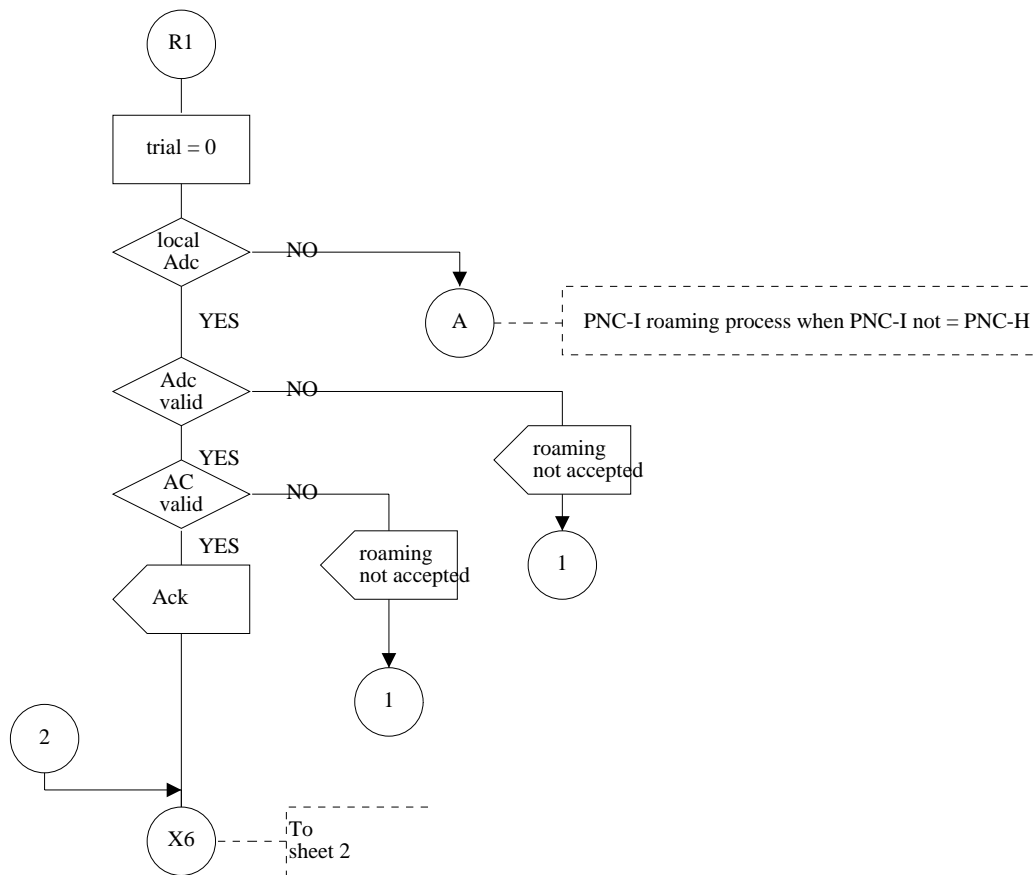 R1
trial = 0
local
Adc
NO
A
PNC-I roaming process when PNC-I not = PNC-H
YES
Adc
valid
NO
roaming
not accepted
1
YES
AC
valid
NO
roaming
not accepted
1
YES
Ack
2
X6
To
sheet 2